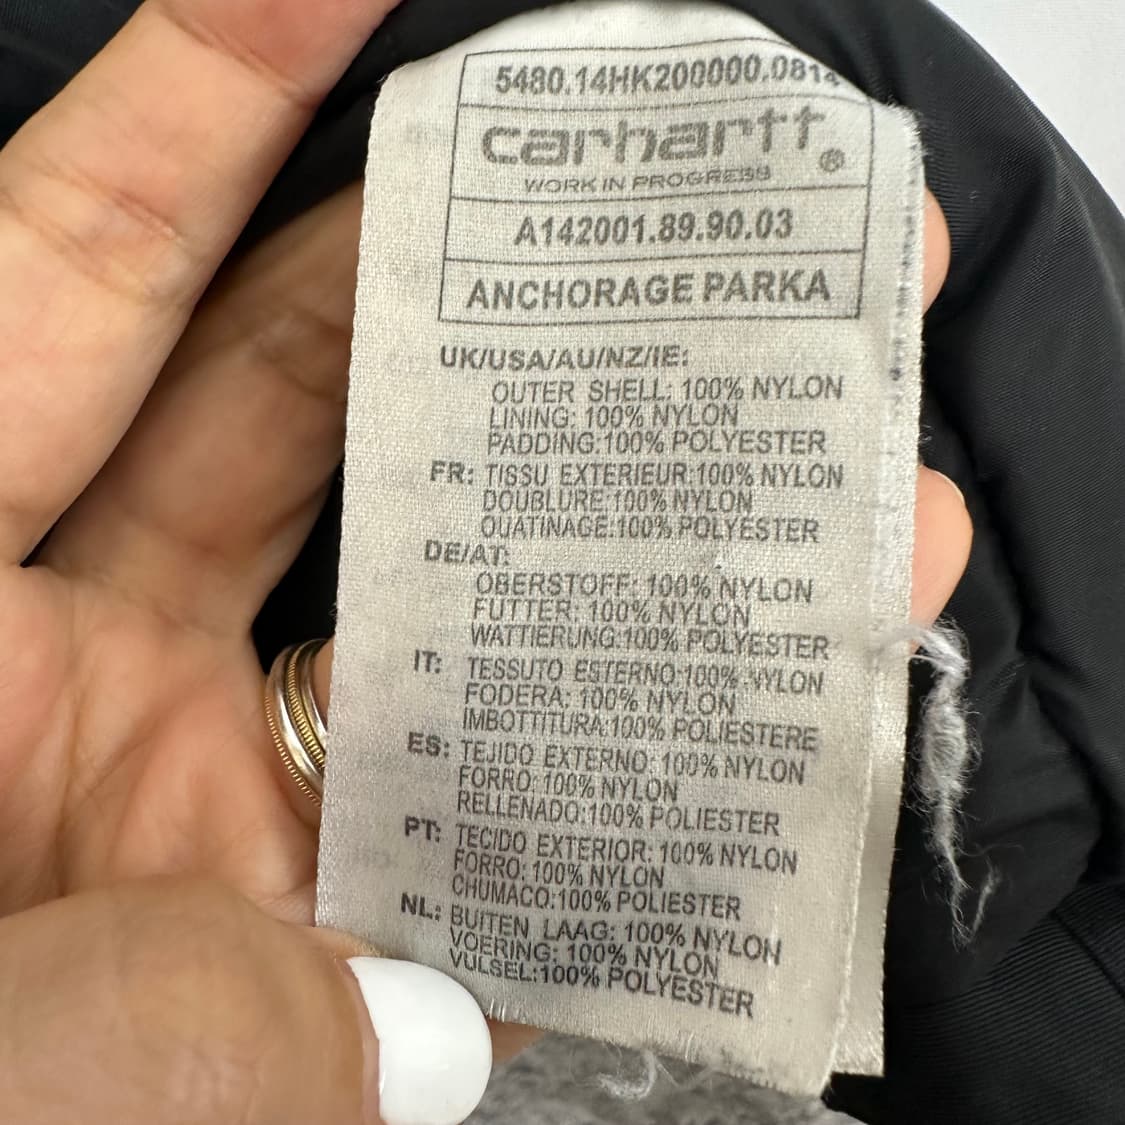 5480.14HK200000.0814
carhartt®
WORK IN PROGRESS
A142001.89.90.03
ANCHORAGE PARKA
UK/USA/AU/NZ/IE:
OUTER SHELL: 100% NYLON
LINING: 100% NYLON
PADDING:100% POLYESTER
FR: TISSU EXTERIEUR:100% NYLON
DOUBLURE:100% NYLON
OUATINAGE:100% POLYESTER
DE/AT:
OBERSTOFF: 100% NYLON
FUTTER: 100% NYLON
WATTIERUNG:100% POLYESTER
IT: TESSUTO ESTERNO:100% NYLON
FODERA: 100% NYLON
IMBOTTITURA:100% POLIESTERE
ES: TEJIDO EXTERNO: 100% NYLON
FORRO: 100% NYLON
RELLENADO:100% POLIESTER
PT: TECIDO EXTERIOR: 100% NYLON
FORRO: 100% NYLON
CHUMACO:100% POLIESTER
NL: BUITEN LAAG: 100% NYLON
VOERING: 100% NYLON
VULSEL:100% POLYESTER